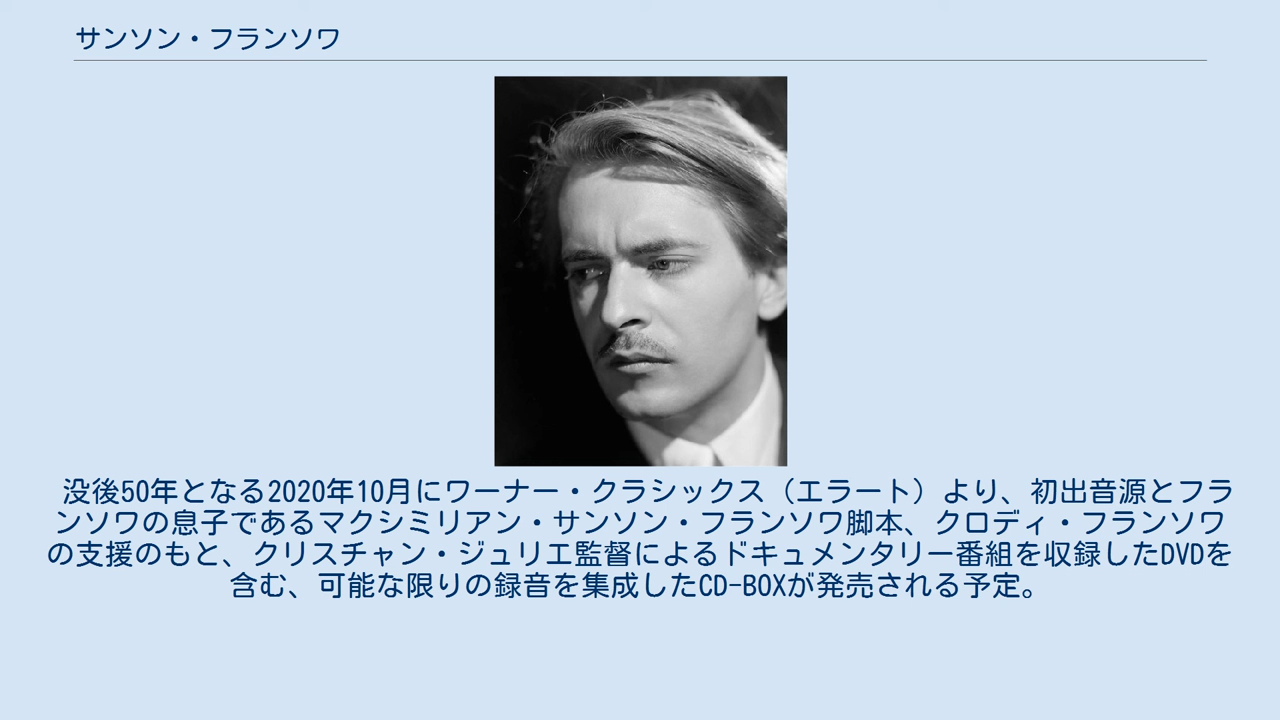 サンソン・フランソワ
没後50年となる2020年10月にワーナー・クラシックス（エラート）より、初出音源とフラ
ンソワの息子であるマクシミリアン・サンソン・フランソワ脚本、クロディ・フランソワ
の支援のもと、クリスチャン・ジュリエ監督によるドキュメンタリー番組を収録したDVDを
含む、可能な限りの録音を集成したCD-BOXが発売される予定。